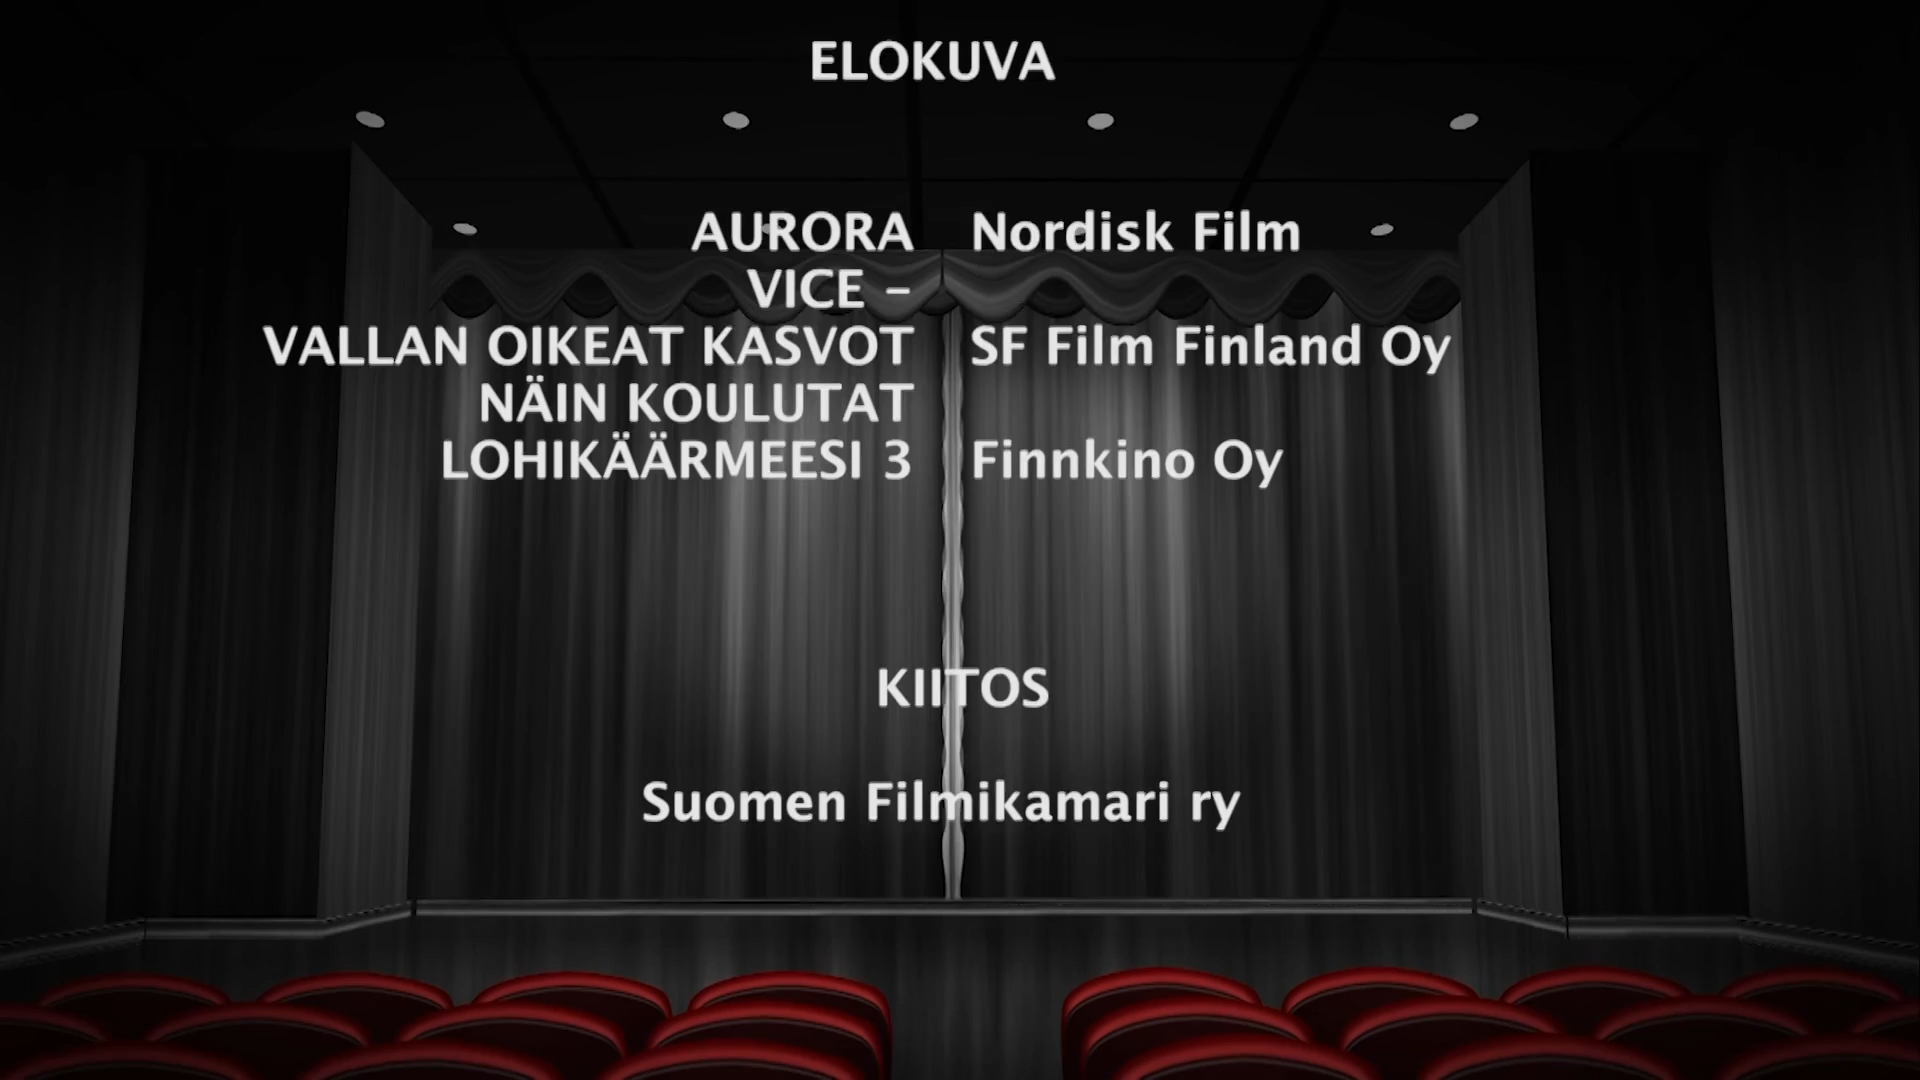 ELOKUVA
AURORA Nordisk Film
VICE –
VALLAN OIKEAT KASVOT SF Film Finland Oy
NÄIN KOULUTAT
LOHIKÄÄRMEESI 3 Finnkino Oy
KIITOS
Suomen Filmikamari ry